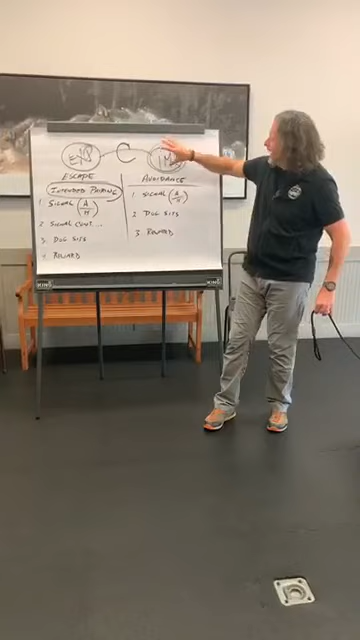 C
ESCAPE
INTENDED PAIRING
1 SIGNAL (A/H)
2 SIGNAL CONT...
3 DOG SITS
4 REWARD
AVOIDANCE
1 SIGNAL (A/H)
2 DOG SITS
3 REWARD